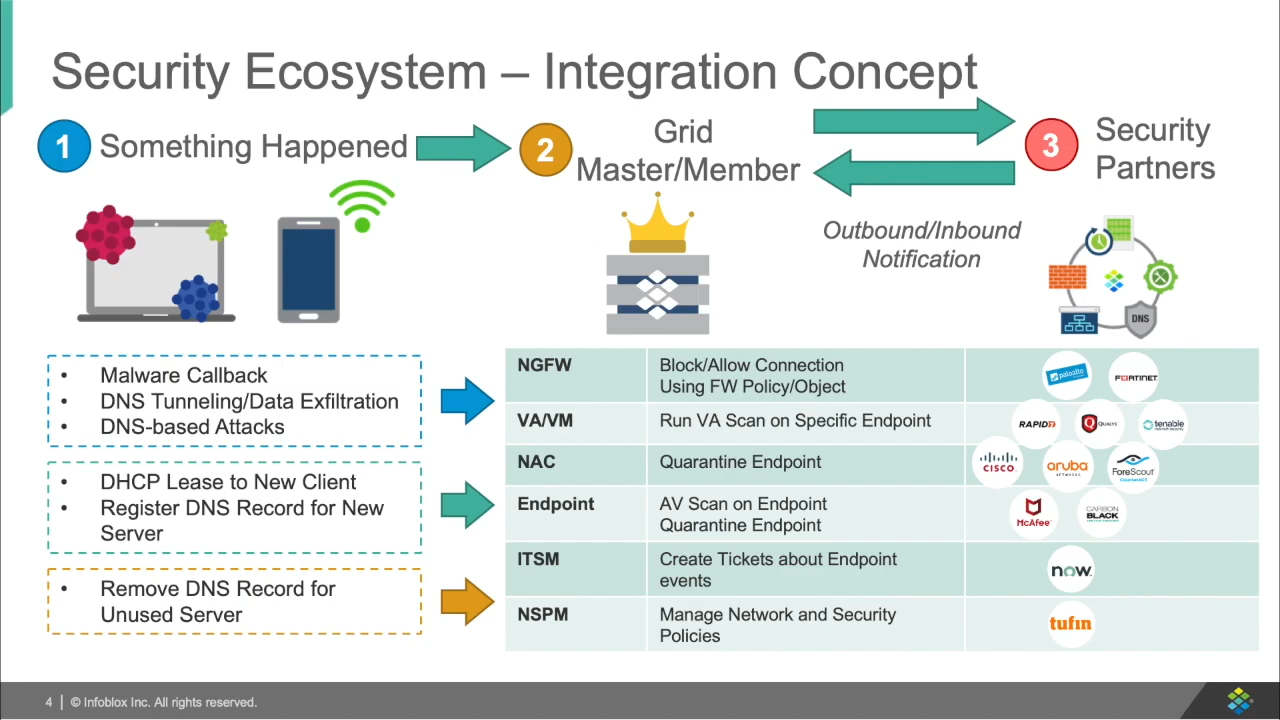 Security Ecosystem – Integration Concept
1 Something Happened
2 Grid
Master/Member
3 Security
Partners
Outbound/Inbound
Notification
DNS
• Malware Callback
• DNS Tunneling/Data Exfiltration
• DNS-based Attacks
• DHCP Lease to New Client
• Register DNS Record for New
Server
• Remove DNS Record for
Unused Server
NGFW
Block/Allow Connection
Using FW Policy/Object
paloalto
FORTINET
VA/VM
Run VA Scan on Specific Endpoint
RAPID7
QUALYS
tenable
NAC
Quarantine Endpoint
CISCO
aruba
NETWORKS
ForeScout
CounterACT
Endpoint
AV Scan on Endpoint
Quarantine Endpoint
McAfee
CARBON
BLACK
ITSM
Create Tickets about Endpoint
events
now
NSPM
Manage Network and Security
Policies
tufin
4 | © Infoblox Inc. All rights reserved.